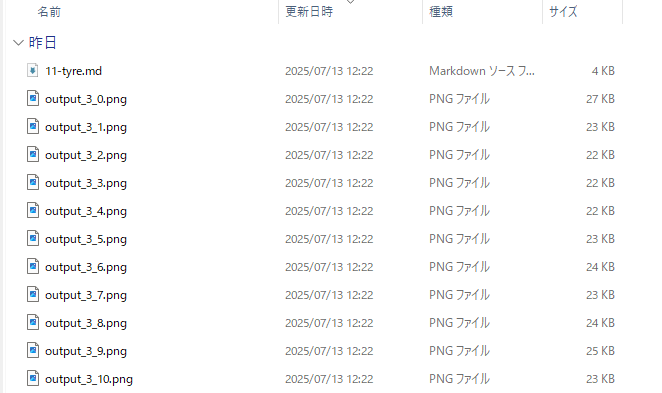 名前 更新日時 種類 サイズ
昨日
11-tyre.md 2025/07/13 12:22 Markdown ソース フ... 4 KB
output_3_0.png 2025/07/13 12:22 PNG ファイル 27 KB
output_3_1.png 2025/07/13 12:22 PNG ファイル 23 KB
output_3_2.png 2025/07/13 12:22 PNG ファイル 22 KB
output_3_3.png 2025/07/13 12:22 PNG ファイル 22 KB
output_3_4.png 2025/07/13 12:22 PNG ファイル 22 KB
output_3_5.png 2025/07/13 12:22 PNG ファイル 23 KB
output_3_6.png 2025/07/13 12:22 PNG ファイル 24 KB
output_3_7.png 2025/07/13 12:22 PNG ファイル 23 KB
output_3_8.png 2025/07/13 12:22 PNG ファイル 24 KB
output_3_9.png 2025/07/13 12:22 PNG ファイル 25 KB
output_3_10.png 2025/07/13 12:22 PNG ファイル 23 KB